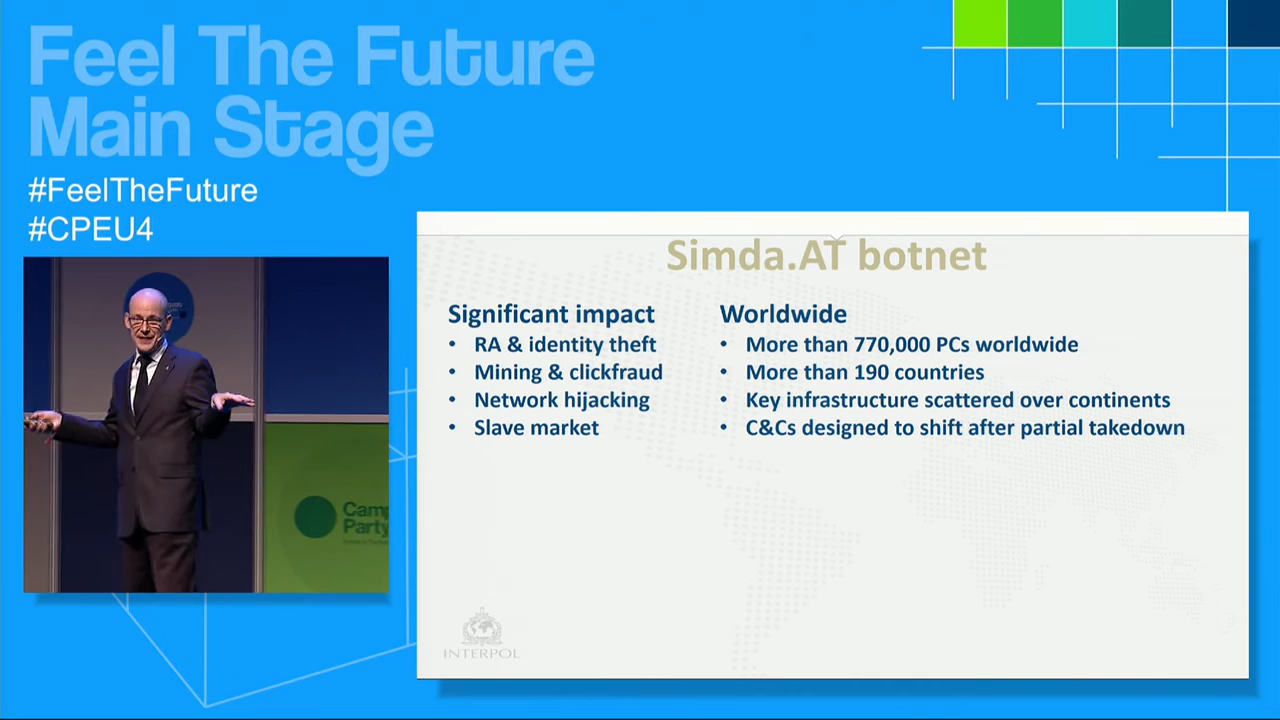 Feel The Future
Main Stage
#FeelTheFuture
#CPEU4
Simda.AT botnet
Significant impact
• RA & identity theft
• Mining & clickfraud
• Network hijacking
• Slave market
Worldwide
• More than 770,000 PCs worldwide
• More than 190 countries
• Key infrastructure scattered over continents
• C&Cs designed to shift after partial takedown
Party
INTERPOL